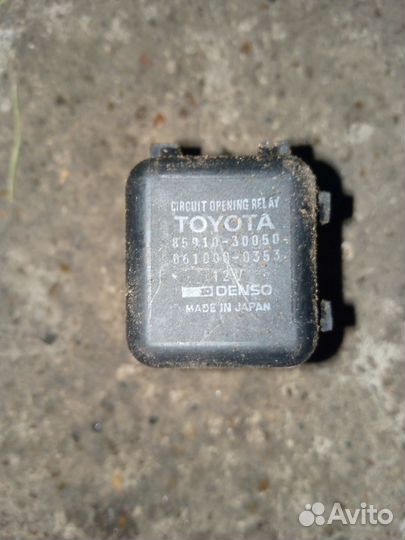 CIRCUIT OPENING RELAY
TOYOTA
85910-30050
061000-0353
12V
DENSO
MADE IN JAPAN
Avito